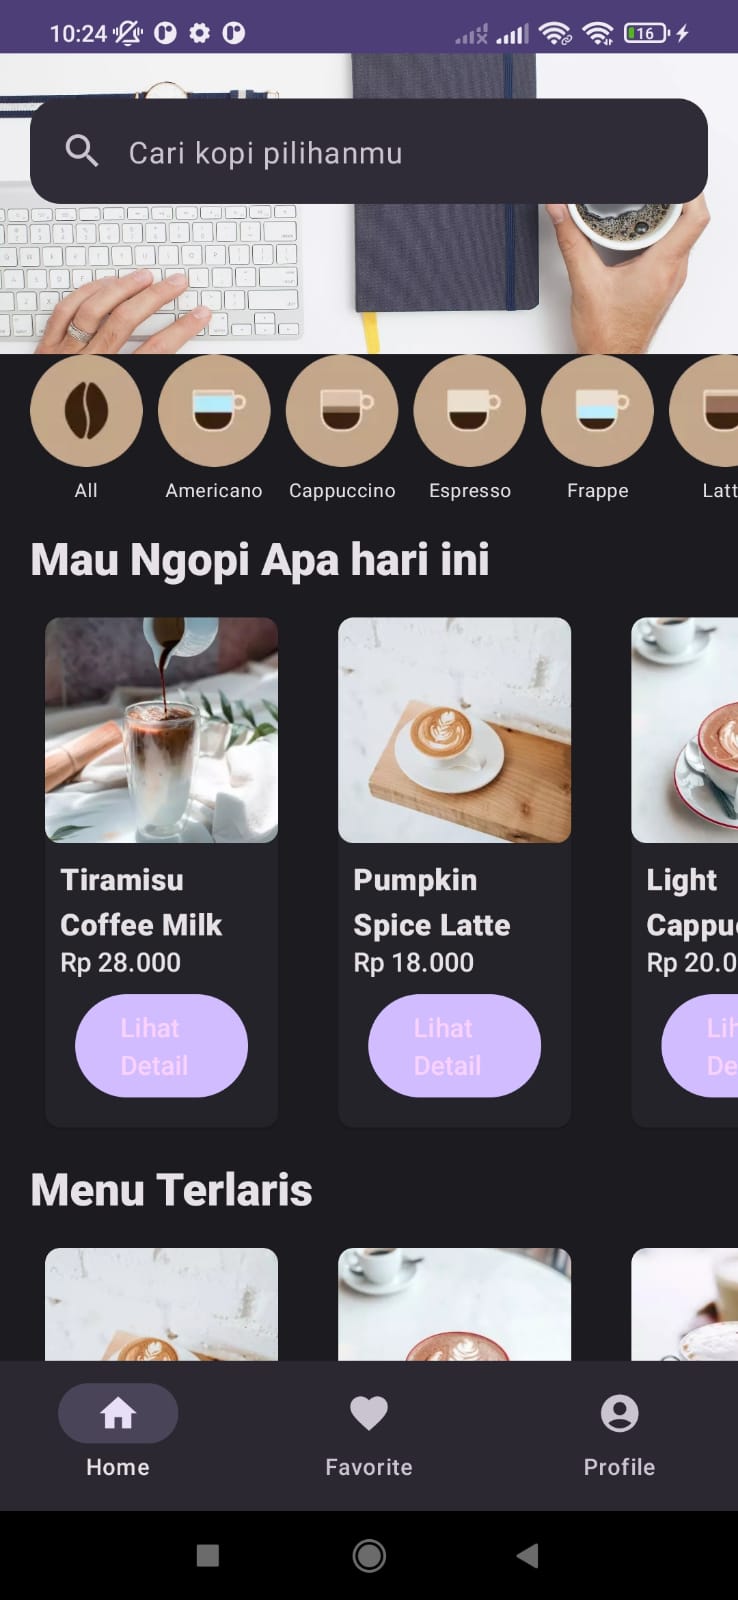 10:24
16
Cari kopi pilihanmu
All
Americano
Cappuccino
Espresso
Frappe
Latt
Mau Ngopi Apa hari ini
Tiramisu
Coffee Milk
Rp 28.000
Lihat
Detail
Pumpkin
Spice Latte
Rp 18.000
Lihat
Detail
Light
Cappu
Rp 20.0
Lih
De
Menu Terlaris
Home
Favorite
Profile